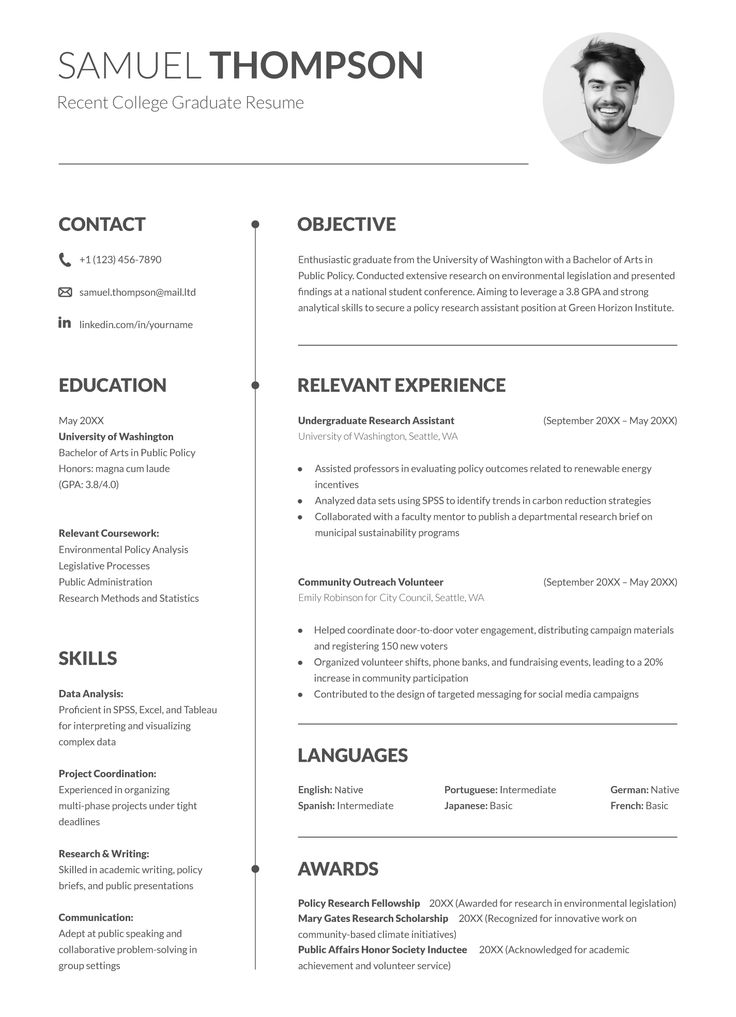 SAMUEL THOMPSON
Recent College Graduate Resume
CONTACT
+1 (123) 456-7890
samuel.thompson@mail.ltd
in linkedin.com/in/yourname
EDUCATION
May 20XX
University of Washington
Bachelor of Arts in Public Policy
Honors: magna cum laude
(GPA: 3.8/4.0)
Relevant Coursework:
Environmental Policy Analysis
Legislative Processes
Public Administration
Research Methods and Statistics
SKILLS
Data Analysis:
Proficient in SPSS, Excel, and Tableau
for interpreting and visualizing
complex data
Project Coordination:
Experienced in organizing
multi-phase projects under tight
deadlines
Research & Writing:
Skilled in academic writing, policy
briefs, and public presentations
Communication:
Adept at public speaking and
collaborative problem-solving in
group settings
OBJECTIVE
Enthusiastic graduate from the University of Washington with a Bachelor of Arts in
Public Policy. Conducted extensive research on environmental legislation and presented
findings at a national student conference. Aiming to leverage a 3.8 GPA and strong
analytical skills to secure a policy research assistant position at Green Horizon Institute.
RELEVANT EXPERIENCE
Undergraduate Research Assistant (September 20XX – May 20XX)
University of Washington, Seattle, WA
• Assisted professors in evaluating policy outcomes related to renewable energy
incentives
• Analyzed data sets using SPSS to identify trends in carbon reduction strategies
• Collaborated with a faculty mentor to publish a departmental research brief on
municipal sustainability programs
Community Outreach Volunteer (September 20XX – May 20XX)
Emily Robinson for City Council, Seattle, WA
• Helped coordinate door-to-door voter engagement, distributing campaign materials
and registering 150 new voters
• Organized volunteer shifts, phone banks, and fundraising events, leading to a 20%
increase in community participation
• Contributed to the design of targeted messaging for social media campaigns
LANGUAGES
English: Native Portuguese: Intermediate German: Native
Spanish: Intermediate Japanese: Basic French: Basic
AWARDS
Policy Research Fellowship 20XX (Awarded for research in environmental legislation)
Mary Gates Research Scholarship 20XX (Recognized for innovative work on
community-based climate initiatives)
Public Affairs Honor Society Inductee 20XX (Acknowledged for academic
achievement and volunteer service)